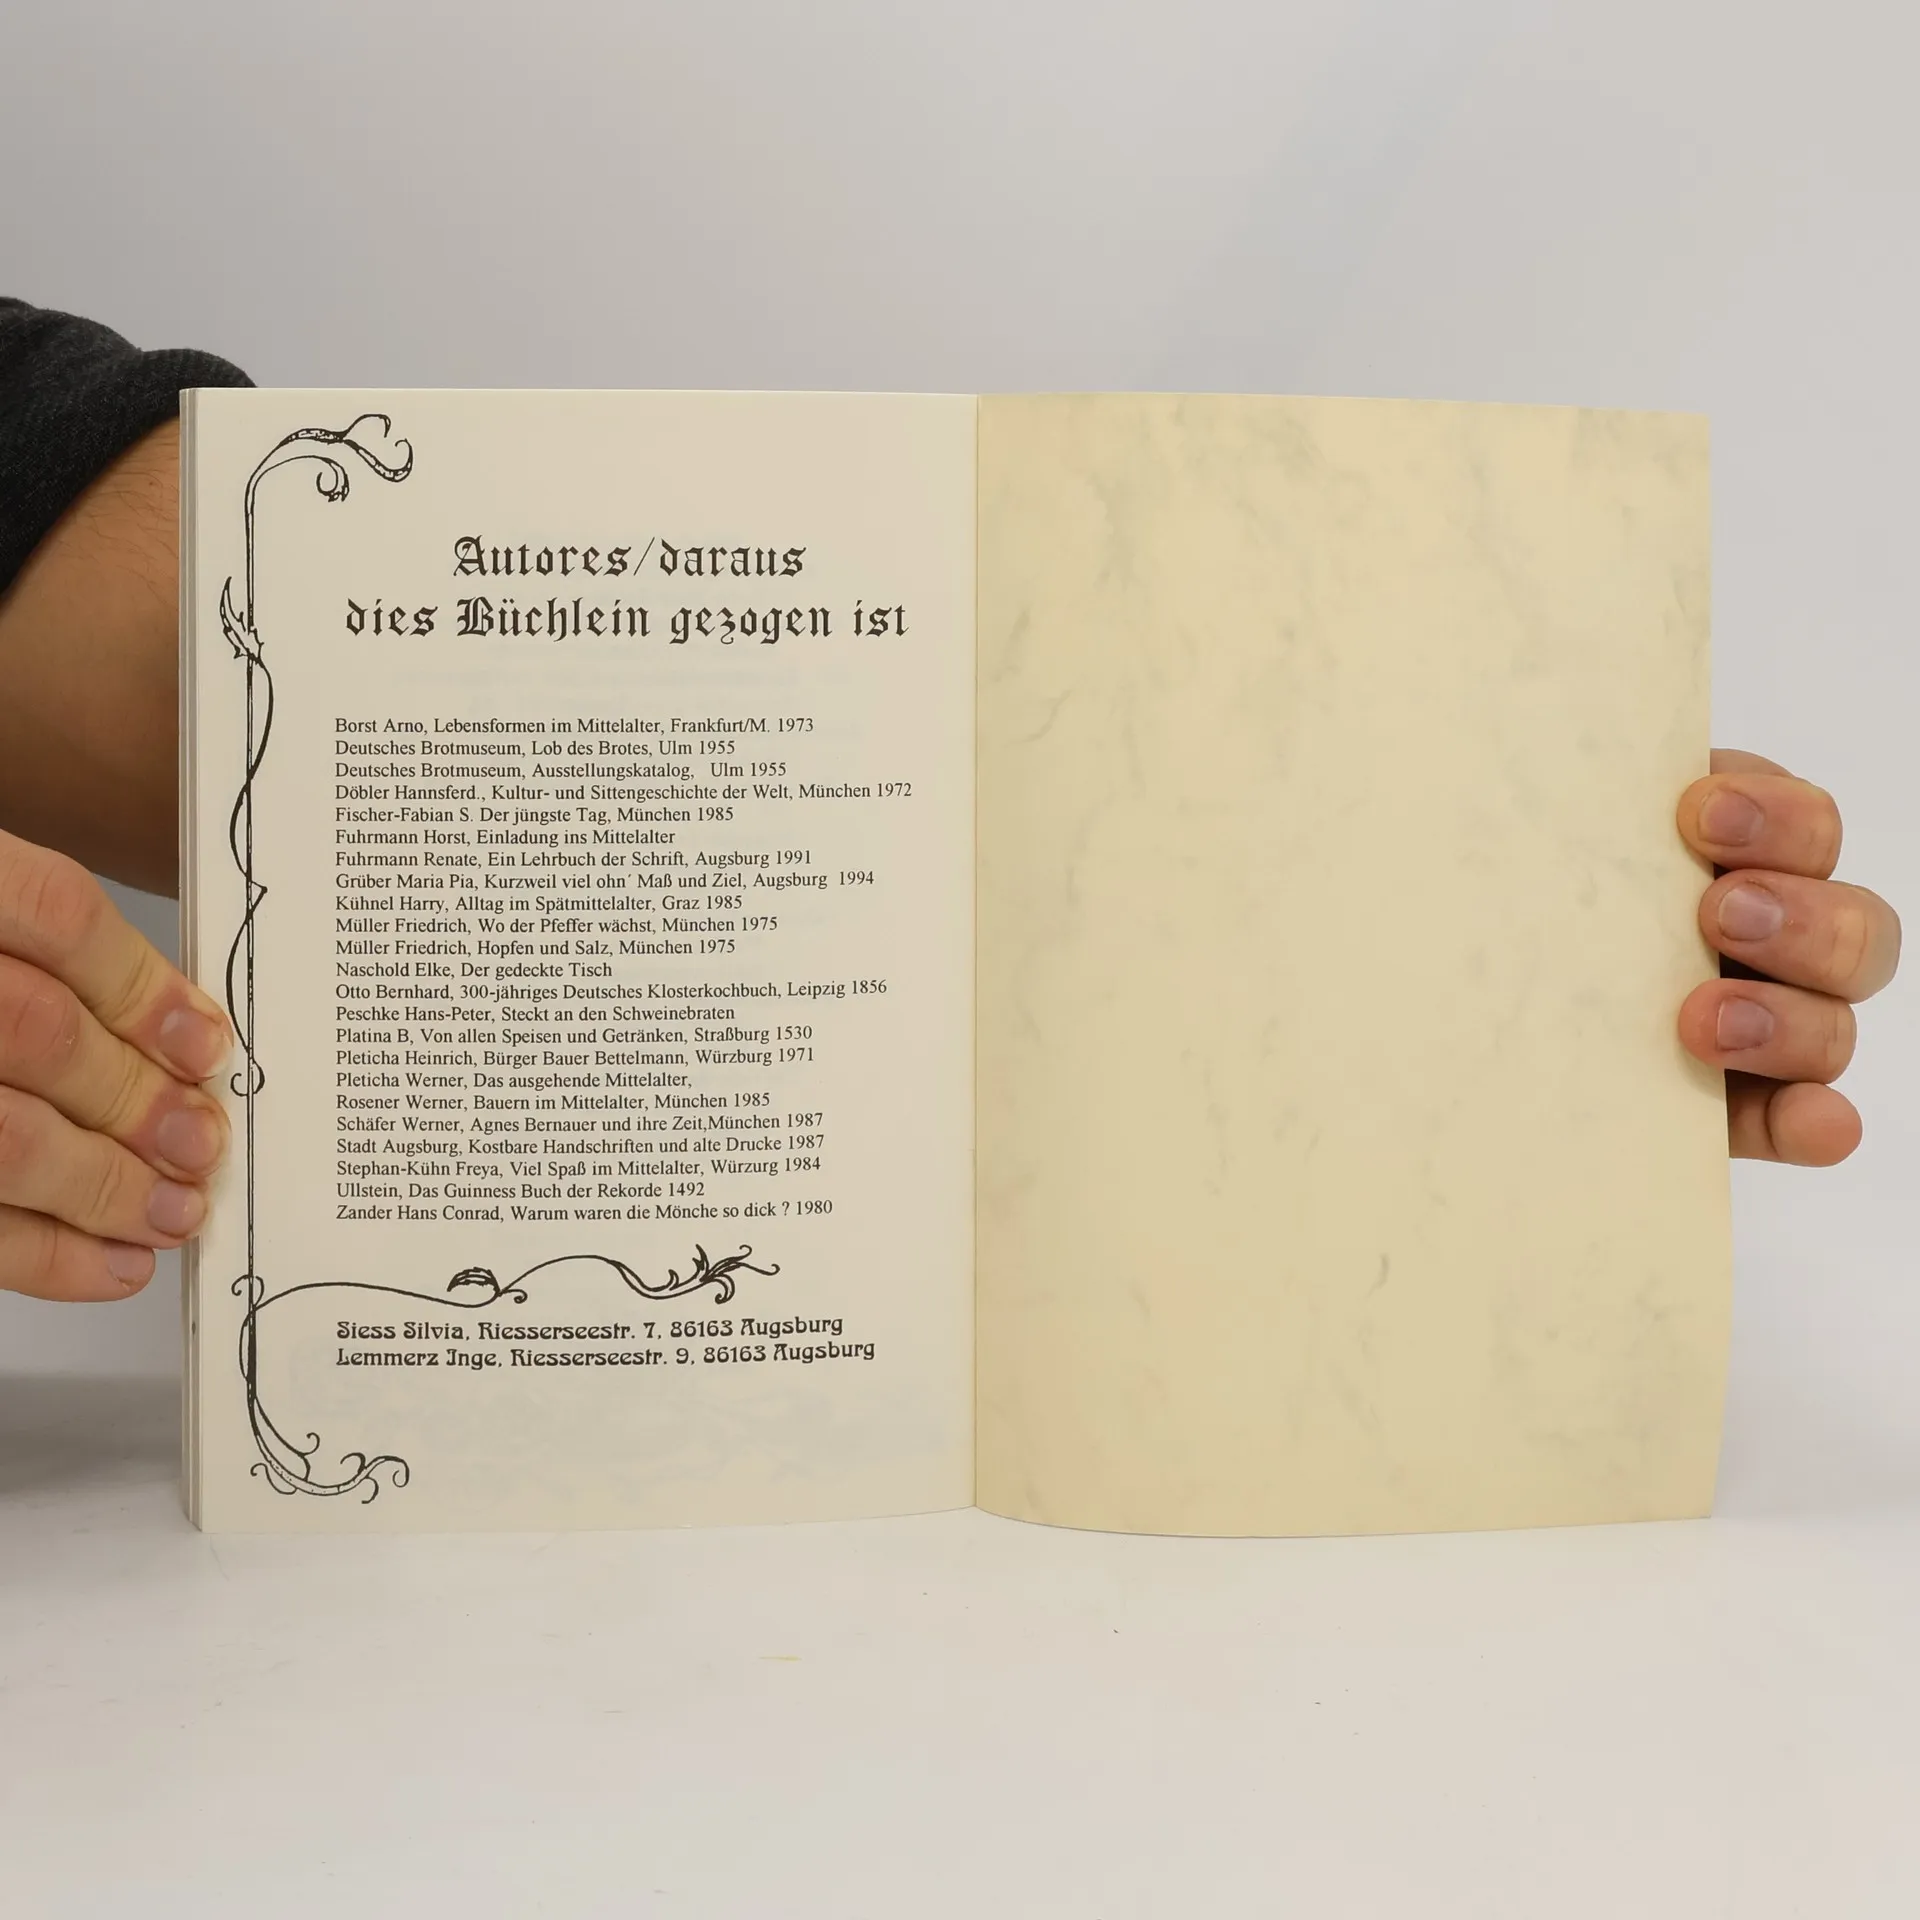 Autores/daraus
dies Büchlein gezogen ist
Borst Arno, Lebensformen im Mittelalter, Frankfurt/M. 1973
Deutsches Brotmuseum, Lob des Brotes, Ulm 1955
Deutsches Brotmuseum, Ausstellungskatalog, Ulm 1955
Döbler Hannsferd., Kultur- und Sittengeschichte der Welt, München 1972
Fischer-Fabian S. Der jüngste Tag, München 1985
Fuhrmann Horst, Einladung ins Mittelalter
Fuhrmann Renate, Ein Lehrbuch der Schrift, Augsburg 1991
Grüber Maria Pia, Kurzweil viel ohn´ Maß und Ziel, Augsburg 1994
Kühnel Harry, Alltag im Spätmittelalter, Graz 1985
Müller Friedrich, Wo der Pfeffer wächst, München 1975
Müller Friedrich, Hopfen und Salz, München 1975
Naschold Elke, Der gedeckte Tisch
Otto Bernhard, 300-jähriges Deutsches Klosterkochbuch, Leipzig 1856
Peschke Hans-Peter, Steckt an den Schweinebraten
Platina B, Von allen Speisen und Getränken, Straßburg 1530
Pleticha Heinrich, Bürger Bauer Bettelmann, Würzburg 1971
Pleticha Werner, Das ausgehende Mittelalter,
Rosener Werner, Bauern im Mittelalter, München 1985
Schäfer Werner, Agnes Bernauer und ihre Zeit,München 1987
Stadt Augsburg, Kostbare Handschriften und alte Drucke 1987
Stephan-Kühn Freya, Viel Spaß im Mittelalter, Würzurg 1984
Ullstein, Das Guinness Buch der Rekorde 1492
Zander Hans Conrad, Warum waren die Mönche so dick ? 1980
Siess Silvia, Riesserseestr. 7, 86163 Augsburg
Lemmerz Inge, Riesserseestr. 9, 86163 Augsburg